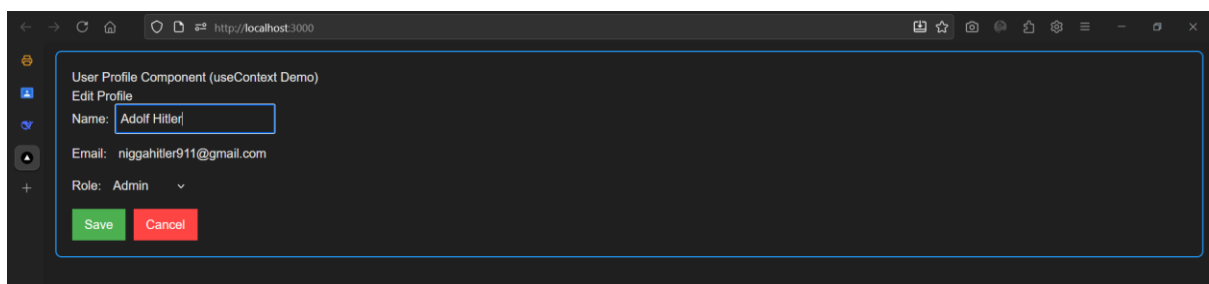 http://localhost:3000
User Profile Component (useContext Demo)
Edit Profile
Name: Adolf Hitler
Email: niggahitler911@gmail.com
Role: Admin
Save Cancel